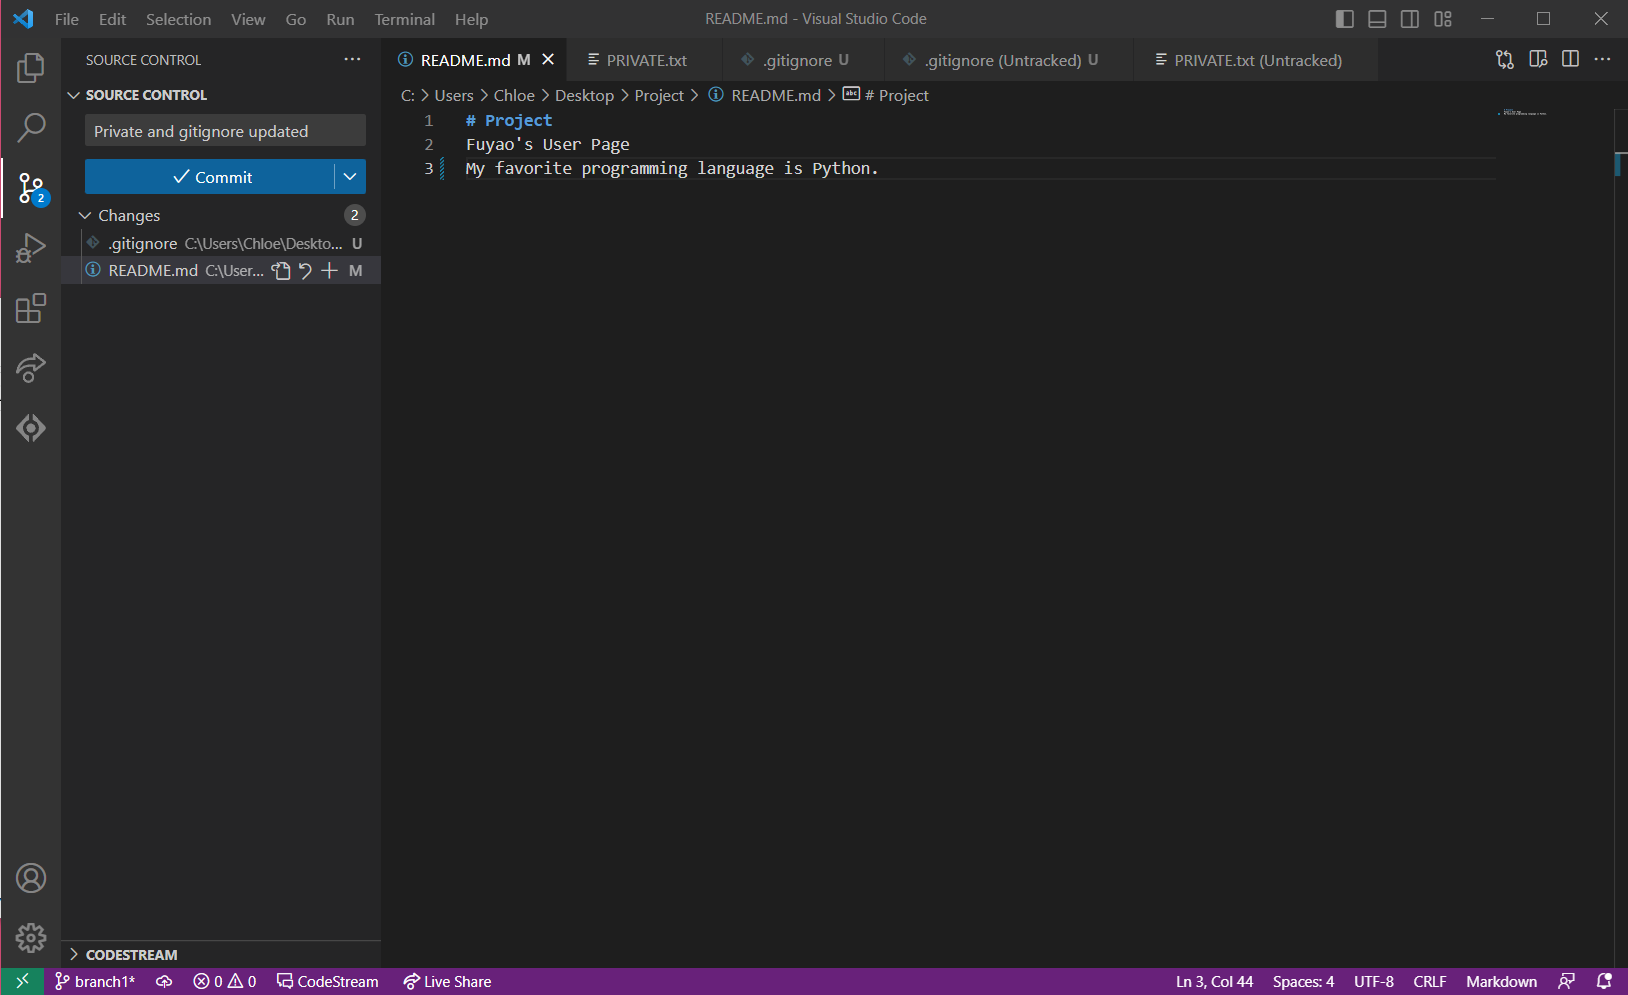 File Edit Selection View Go Run Terminal Help
README.md - Visual Studio Code
SOURCE CONTROL
README.md M
PRIVATE.txt
.gitignore U
.gitignore (Untracked) U
PRIVATE.txt (Untracked)
SOURCE CONTROL
C: > Users > Chloe > Desktop > Project > README.md > # Project
Private and gitignore updated
Commit
Changes 2
.gitignore C:\Users\Chloe\Deskto... U
README.md C:\User... M
2
1 # Project
2 Fuyao's User Page
3 My favorite programming language is Python.
CODESTREAM
branch1* 0 0 CodeStream Live Share
Ln 3, Col 44 Spaces: 4 UTF-8 CRLF Markdown